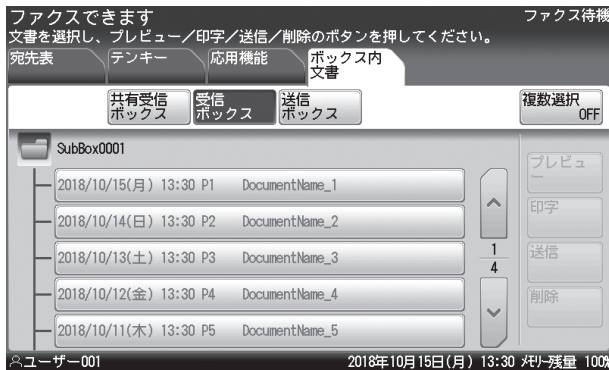 ファクスできます ファクス待機
文書を選択し、プレビュー／印字／送信／削除のボタンを押してください。
宛先表 テンキー 応用機能 ボックス内
文書
共有受信
ボックス
受信
ボックス
送信
ボックス
複数選択
OFF
SubBox0001
2018/10/15(月) 13:30 P1 DocumentName_1
2018/10/14(日) 13:30 P2 DocumentName_2
2018/10/13(土) 13:30 P3 DocumentName_3
2018/10/12(金) 13:30 P4 DocumentName_4
2018/10/11(木) 13:30 P5 DocumentName_5
1
4
プレビュ
ー
印字
送信
削除
ユーザー001 2018年10月15日(月) 13:30 ﾒﾓﾘｰ残量 100%